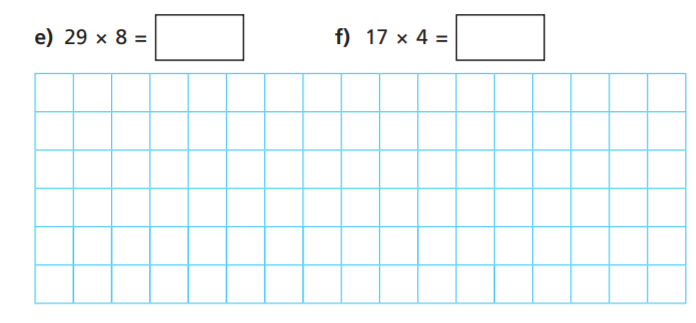 e) 29 × 8 = f) 17 × 4 =